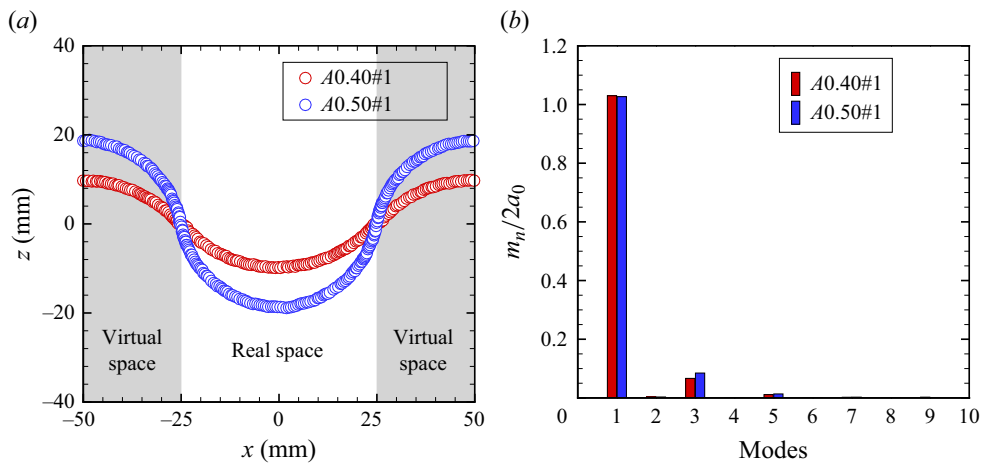 (a)
40
20
0
−20
−40
z (mm)
A0.40#1
A0.50#1
Virtual
space
Real space
Virtual
space
−50
−25
0
25
50
x (mm)
(b)
1.2
1.0
0.8
0.6
0.4
0.2
mₙ/2a₀
A0.40#1
A0.50#1
0
1
2
3
4
5
6
7
8
9
10
Modes